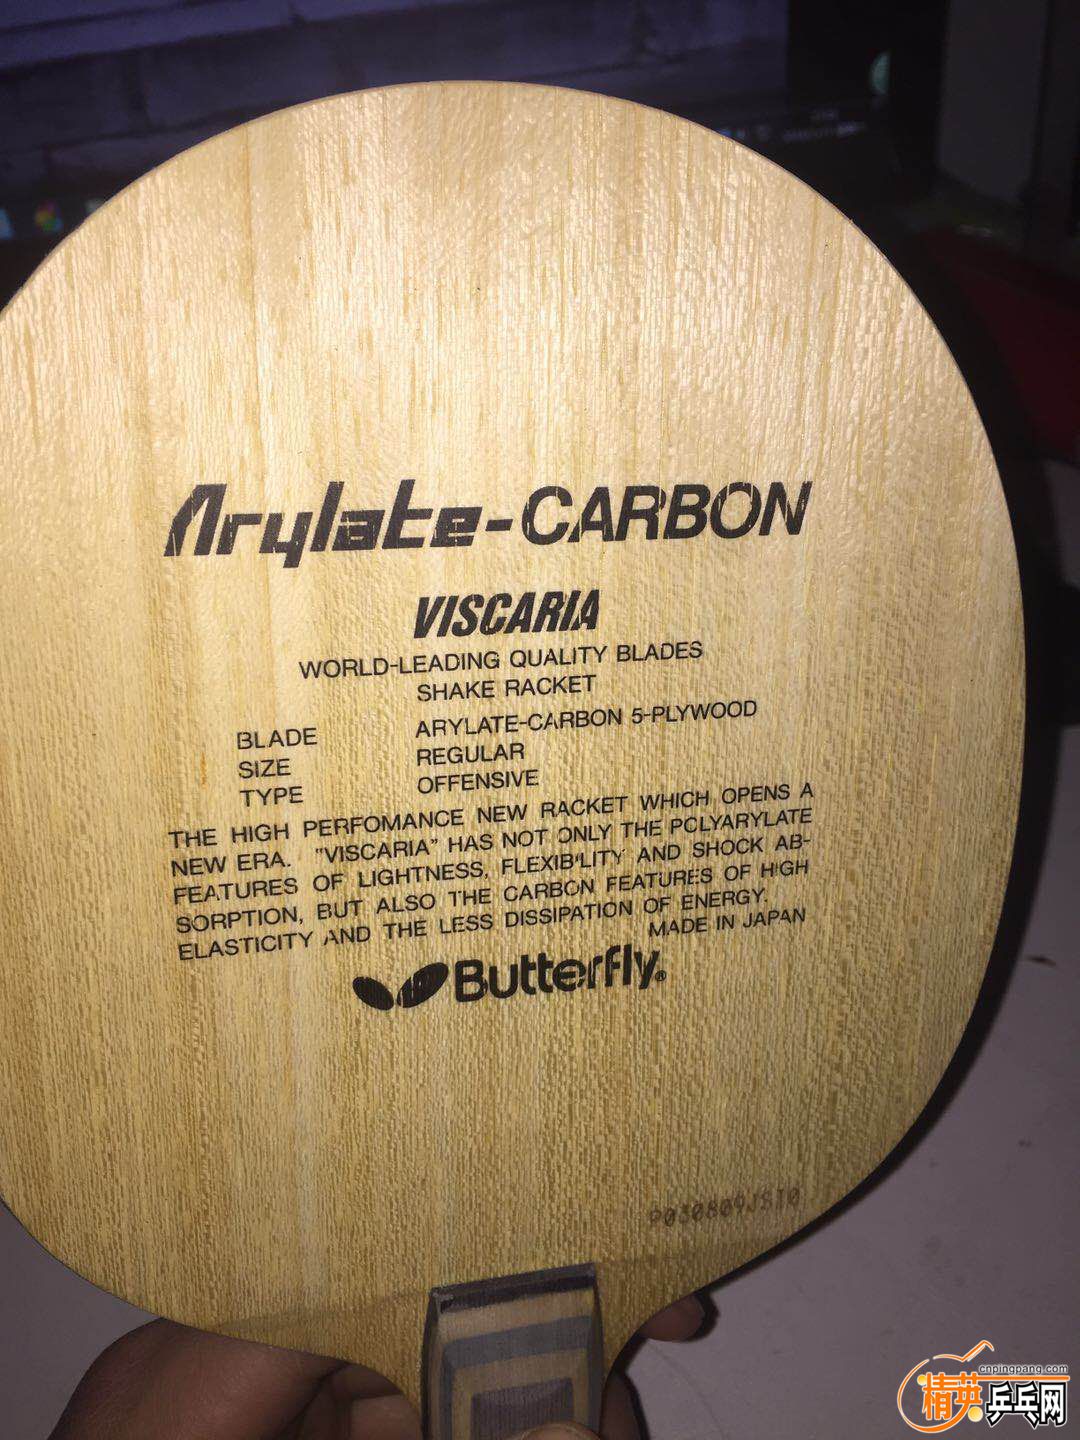 Arylate-CARBON
VISCARIA
WORLD-LEADING QUALITY BLADES
SHAKE RACKET
BLADE ARYLATE-CARBON 5-PLYWOOD
SIZE REGULAR
TYPE OFFENSIVE
THE HIGH PERFOMANCE NEW RACKET WHICH OPENS A
NEW ERA. "VISCARIA" HAS NOT ONLY THE POLYARYLATE
FEATURES OF LIGHTNESS, FLEXIBILITY AND SHOCK AB-
SORPTION, BUT ALSO THE CARBON FEATURES OF HIGH
ELASTICITY AND THE LESS DISSIPATION OF ENERGY.
MADE IN JAPAN
Butterfly®
cnpingpang.com
精英乒乓网